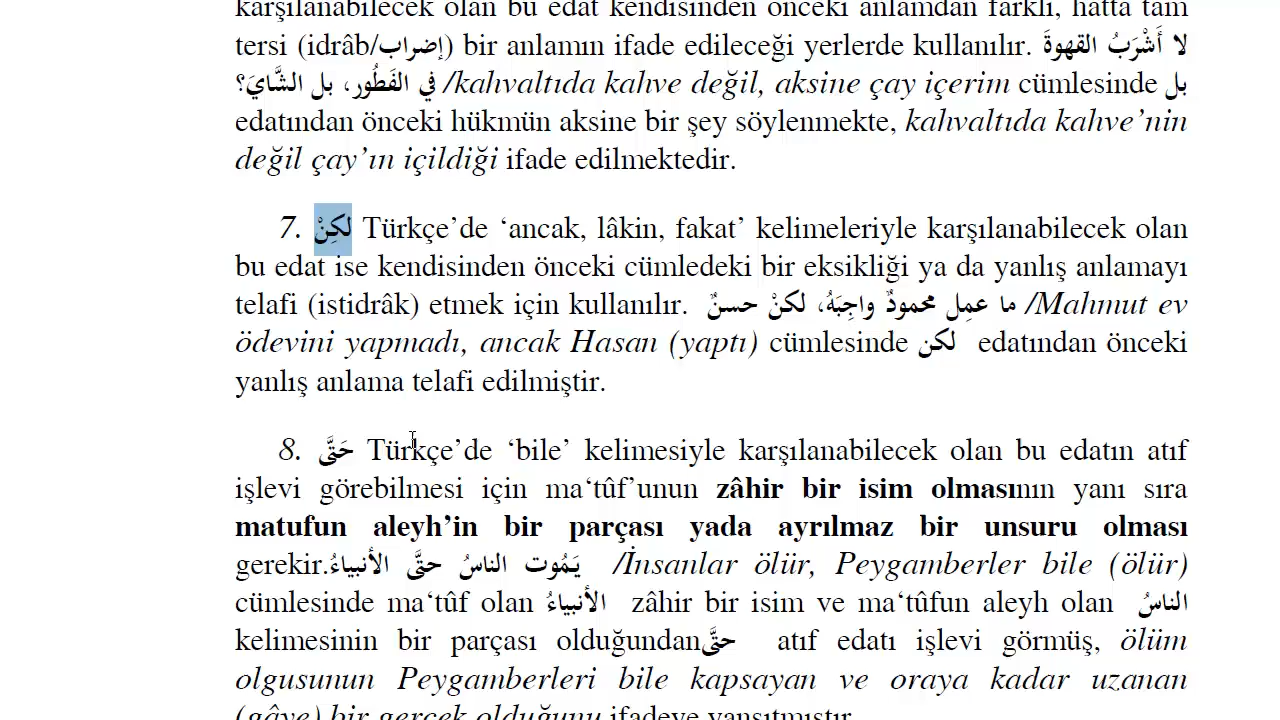 karşılanabilecek olan bu edat kendisinden önceki anlamdan farklı, hatta tam
tersi (idrâb/إضراب) bir anlamın ifade edileceği yerlerde kullanılır. لا أَشْرَبُ القهوةَ
في الفَطُور، بل الشَّايَ؟ /kahvaltıda kahve değil, aksine çay içerim cümlesinde بل
edatından önceki hükmün aksine bir şey söylenmekte, kahvaltıda kahve’nin
değil çay’ın içildiği ifade edilmektedir.
7. لكِنْ Türkçe’de ‘ancak, lâkin, fakat’ kelimeleriyle karşılanabilecek olan
bu edat ise kendisinden önceki cümledeki bir eksikliği ya da yanlış anlamayı
telafi (istidrâk) etmek için kullanılır. ما عمِل محمودٌ واجِبَهُ، لكنْ حسنٌ /Mahmut ev
ödevini yapmadı, ancak Hasan (yaptı) cümlesinde لكن edatından önceki
yanlış anlama telafi edilmiştir.
8. حَتَّى Türkçe’de ‘bile’ kelimesiyle karşılanabilecek olan bu edatın atıf
işlevi görebilmesi için ma‘tûf’unun zâhir bir isim olmasının yanı sıra
matufun aleyh’in bir parçası yada ayrılmaz bir unsuru olması
gerekir. يَمُوت الناسُ حتَّى الأنبياءُ /İnsanlar ölür, Peygamberler bile (ölür)
cümlesinde ma‘tûf olan الأنبياءُ zâhir bir isim ve ma‘tûfun aleyh olan الناسُ
kelimesinin bir parçası olduğundan حتَّى atıf edatı işlevi görmüş, ölüm
olgusunun Peygamberleri bile kapsayan ve oraya kadar uzanan
(gâye) bir gerçek olduğunu ifadeye yansıtmıştır.